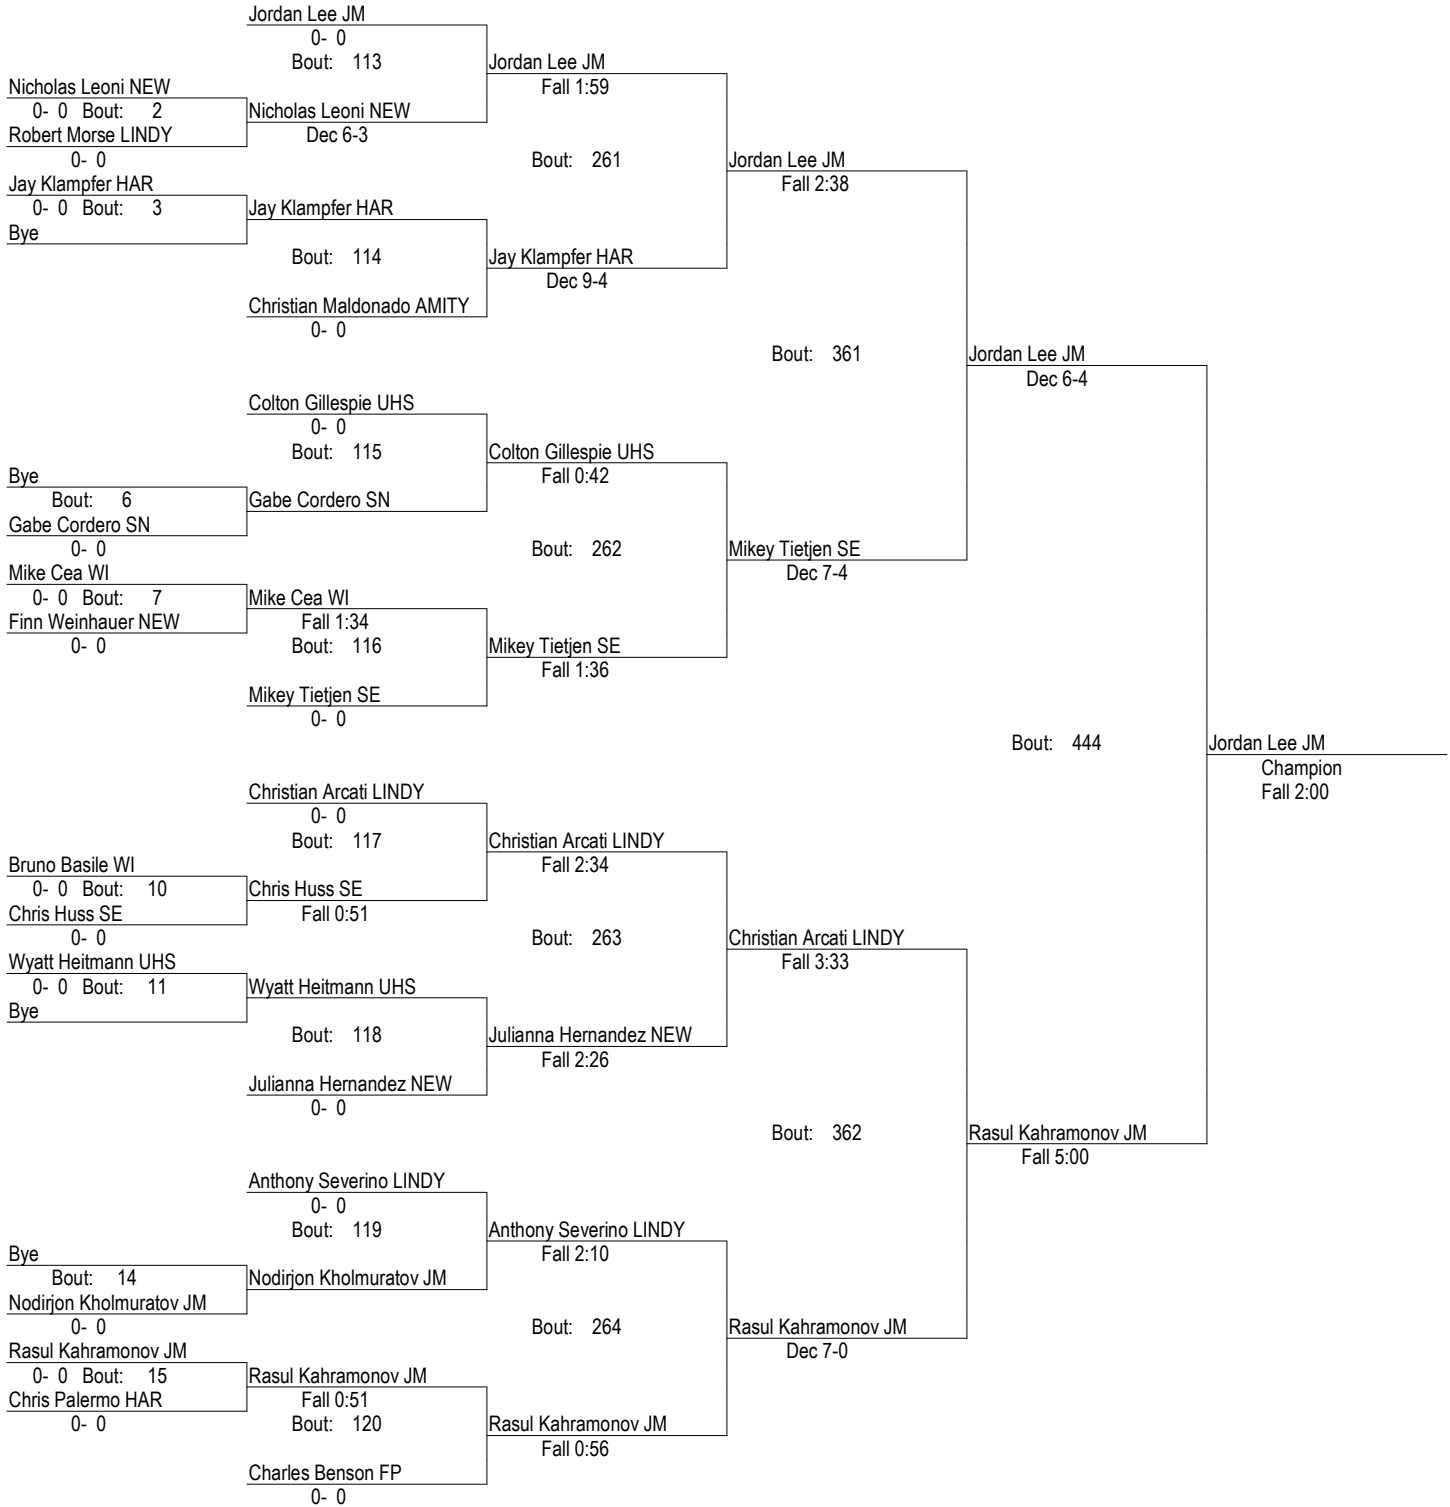 Jordan Lee JM
0- 0
Bout: 113
Jordan Lee JM
Fall 1:59
Nicholas Leoni NEW
0- 0 Bout: 2
Nicholas Leoni NEW
Robert Morse LINDY
Dec 6-3
0- 0
Bout: 261
Jordan Lee JM
Fall 2:38
Jay Klampfer HAR
0- 0 Bout: 3
Jay Klampfer HAR
Bye
Bout: 114
Jay Klampfer HAR
Dec 9-4
Christian Maldonado AMITY
0- 0
Bout: 361
Jordan Lee JM
Dec 6-4
Colton Gillespie UHS
0- 0
Bout: 115
Colton Gillespie UHS
Fall 0:42
Bye
Bout: 6
Gabe Cordero SN
Gabe Cordero SN
0- 0
Bout: 262
Mikey Tietjen SE
Dec 7-4
Mike Cea WI
0- 0 Bout: 7
Mike Cea WI
Finn Weinhauer NEW
Fall 1:34
0- 0
Bout: 116
Mikey Tietjen SE
Fall 1:36
Mikey Tietjen SE
0- 0
Bout: 444
Jordan Lee JM
Champion
Fall 2:00
Christian Arcati LINDY
0- 0
Bout: 117
Christian Arcati LINDY
Fall 2:34
Bruno Basile WI
0- 0 Bout: 10
Chris Huss SE
Chris Huss SE
Fall 0:51
0- 0
Bout: 263
Christian Arcati LINDY
Fall 3:33
Wyatt Heitmann UHS
0- 0 Bout: 11
Wyatt Heitmann UHS
Bye
Bout: 118
Julianna Hernandez NEW
Fall 2:26
Julianna Hernandez NEW
0- 0
Bout: 362
Rasul Kahramonov JM
Fall 5:00
Anthony Severino LINDY
0- 0
Bout: 119
Anthony Severino LINDY
Fall 2:10
Bye
Bout: 14
Nodirjon Kholmuratov JM
Nodirjon Kholmuratov JM
0- 0
Bout: 264
Rasul Kahramonov JM
Dec 7-0
Rasul Kahramonov JM
0- 0 Bout: 15
Rasul Kahramonov JM
Chris Palermo HAR
Fall 0:51
0- 0
Bout: 120
Rasul Kahramonov JM
Fall 0:56
Charles Benson FP
0- 0